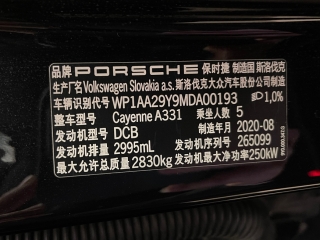 品牌 PORSCHE 保时捷 制造国 斯洛伐克
生产厂名 Volkswagen Slovakia a.s. 斯洛伐克大众汽车股份公司制造
车辆识别代号 WP1AA29Y9MDA00193 1,0%
整车型号 Cayenne A331 乘坐人数 5
发动机型号 DCB 制造年月 2020-08
发动机排量 2995mL 发动机序列号 265099
最大允许总质量 2830kg 发动机最大净功率 250kW